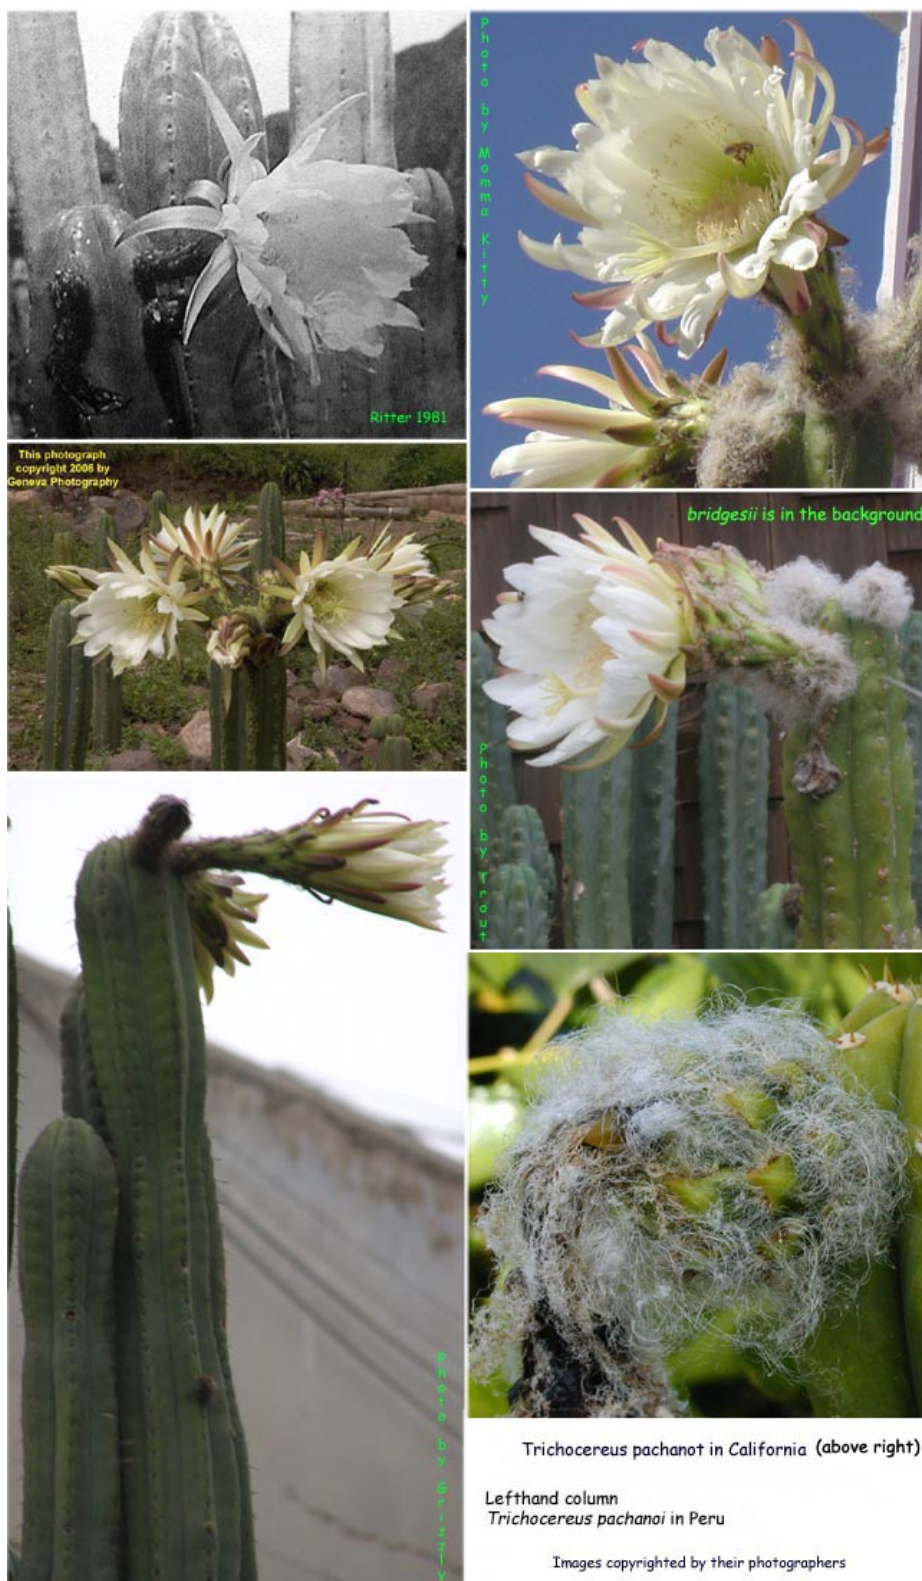 Photo by Momma Kitty
Ritter 1981
This photograph
copyright 2006 by
Geneva Photography
bridgesii is in the background
Photo by Trout
Photo by Grizzly
Trichocereus pachanot in California (above right)
Lefthand column
Trichocereus pachanoi in Peru
Images copyrighted by their photographers